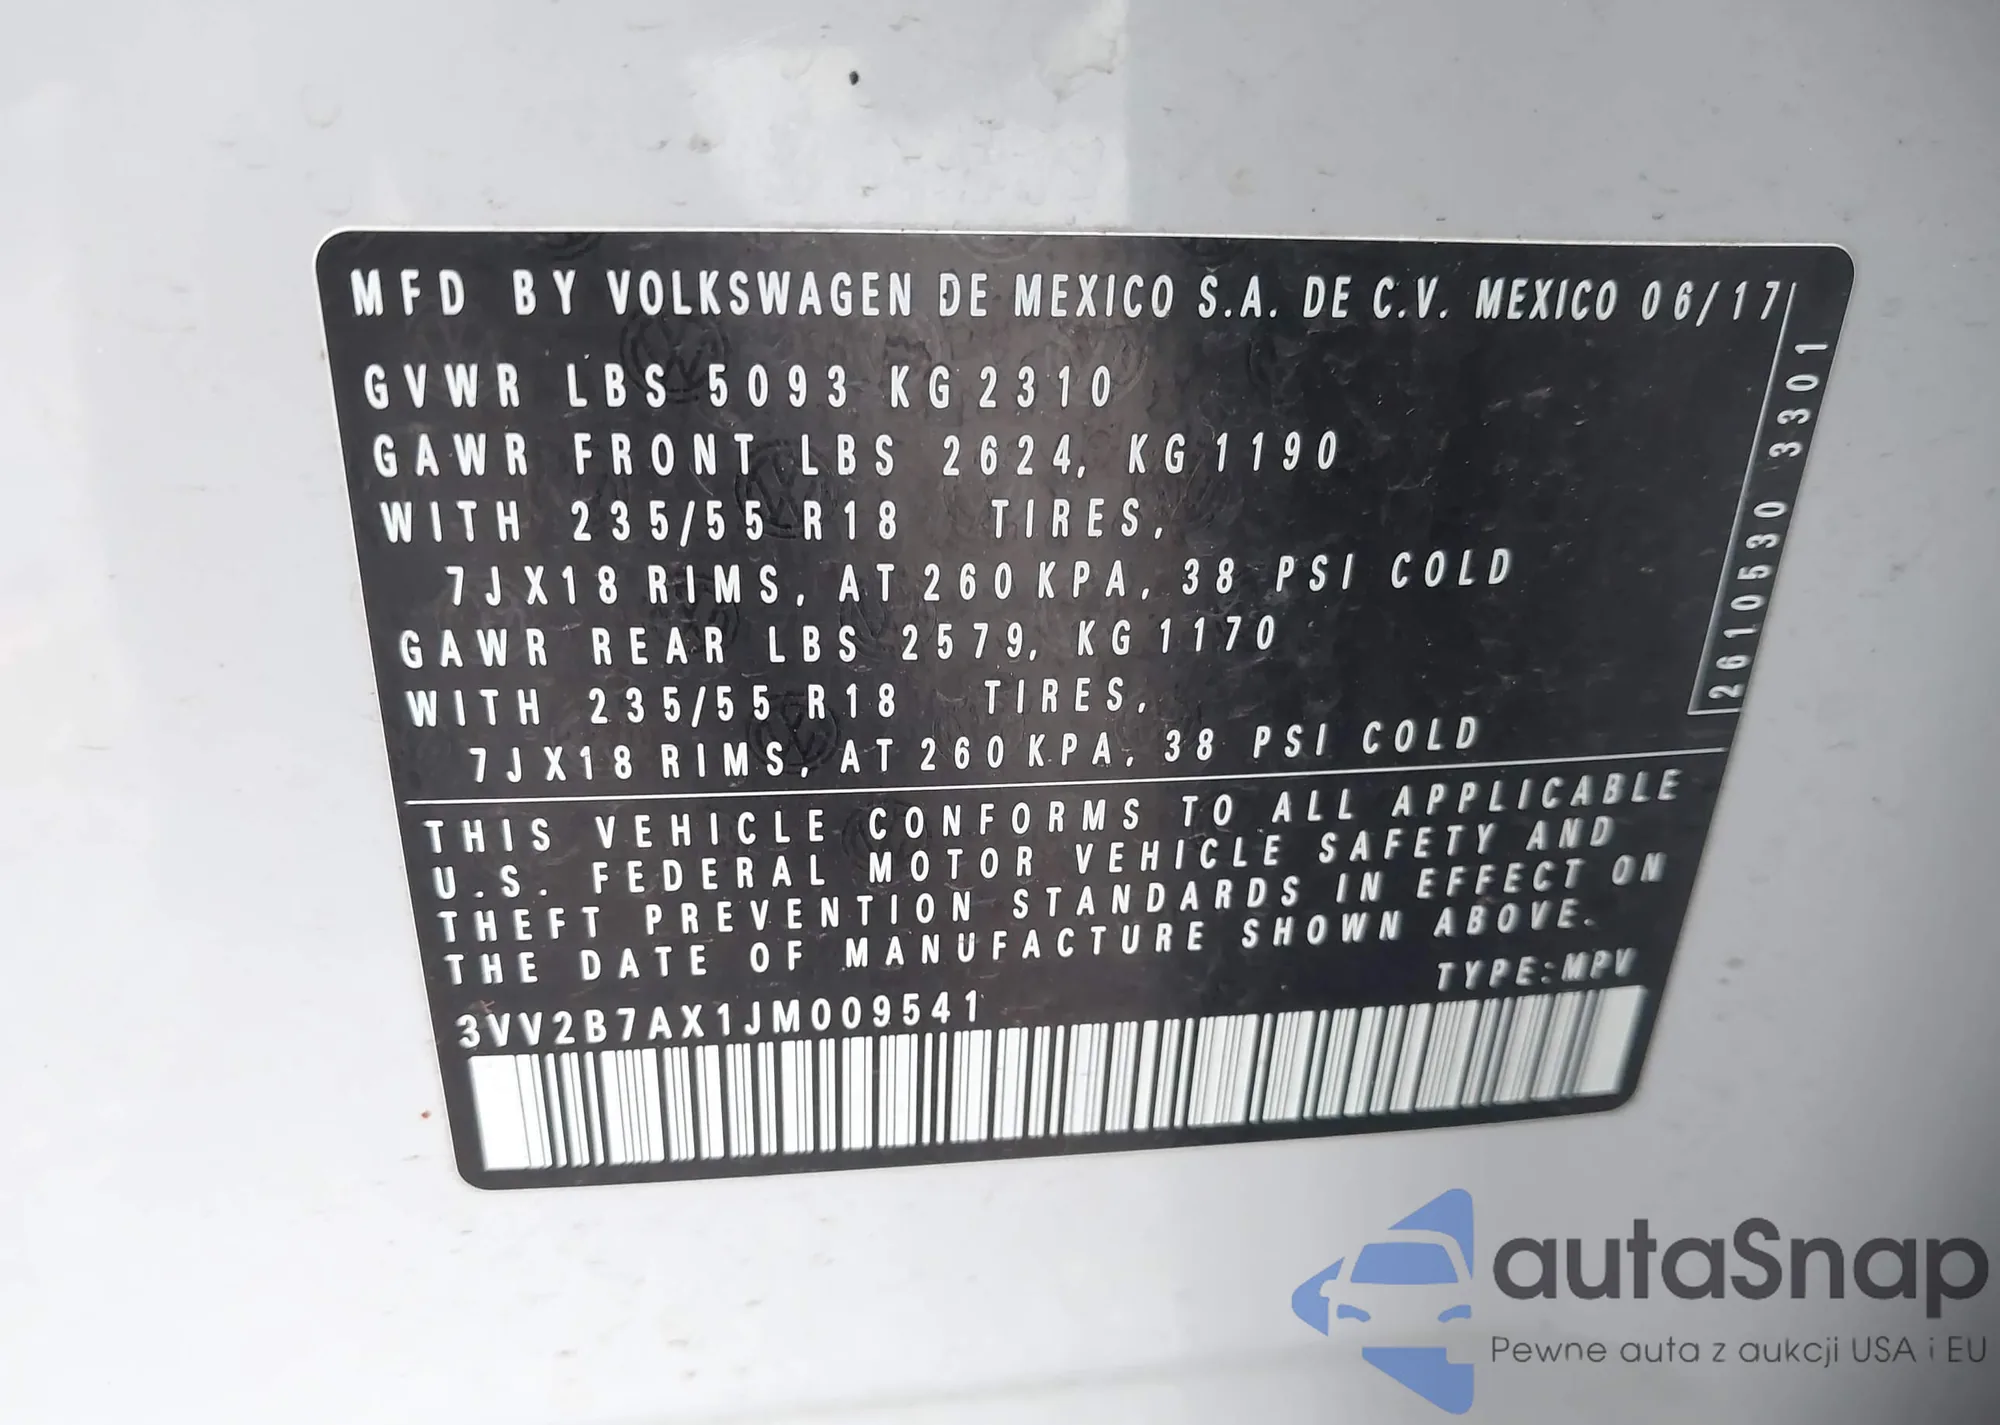 MFD BY VOLKSWAGEN DE MEXICO S.A. DE C.V. MEXICO 06/17
GVWR LBS 5093 KG 2310
GAWR FRONT LBS 2624, KG 1190
WITH 235/55 R18 TIRES,
7JX18 RIMS, AT 260 KPA, 38 PSI COLD
GAWR REAR LBS 2579, KG 1170
WITH 235/55 R18 TIRES,
7JX18 RIMS, AT 260 KPA, 38 PSI COLD
2610530 3301
THIS VEHICLE CONFORMS TO ALL APPLICABLE
U.S. FEDERAL MOTOR VEHICLE SAFETY AND
THEFT PREVENTION STANDARDS IN EFFECT ON
THE DATE OF MANUFACTURE SHOWN ABOVE.
TYPE:MPV
3VV2B7AX1JM009541
autaSnap
Pewne auta z aukcji USA i EU